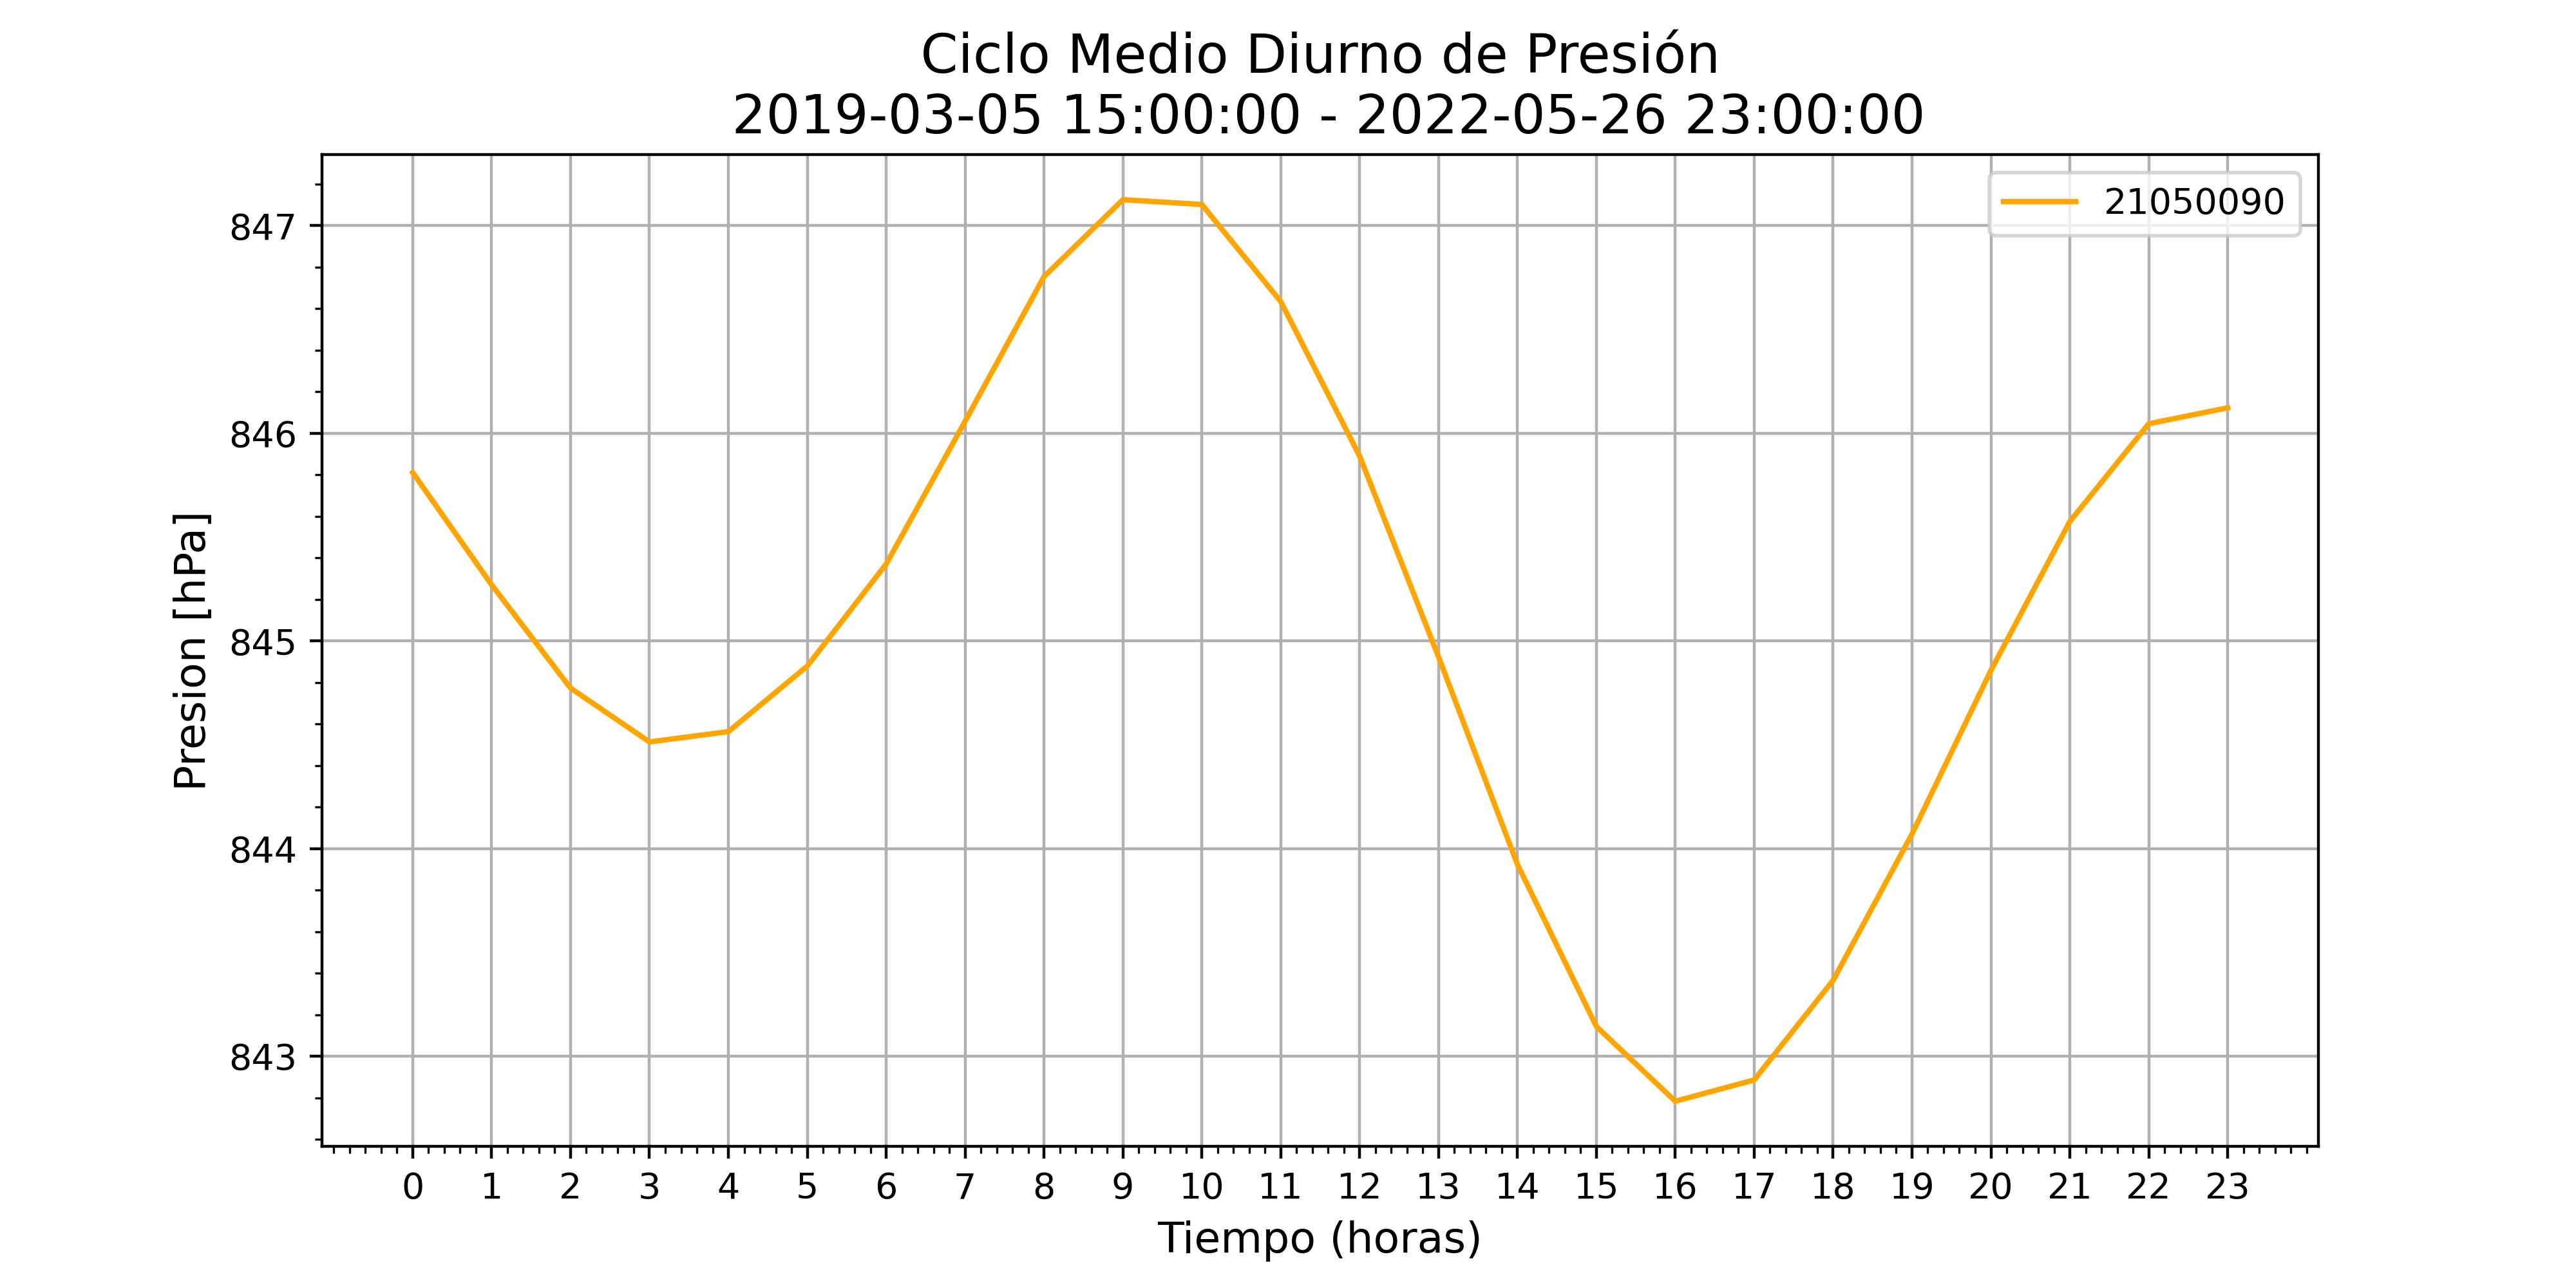 Ciclo Medio Diurno de Presión
2019-03-05 15:00:00 - 2022-05-26 23:00:00
21050090
847
846
845
844
843
Presion [hPa]
0 1 2 3 4 5 6 7 8 9 10 11 12 13 14 15 16 17 18 19 20 21 22 23
Tiempo (horas)